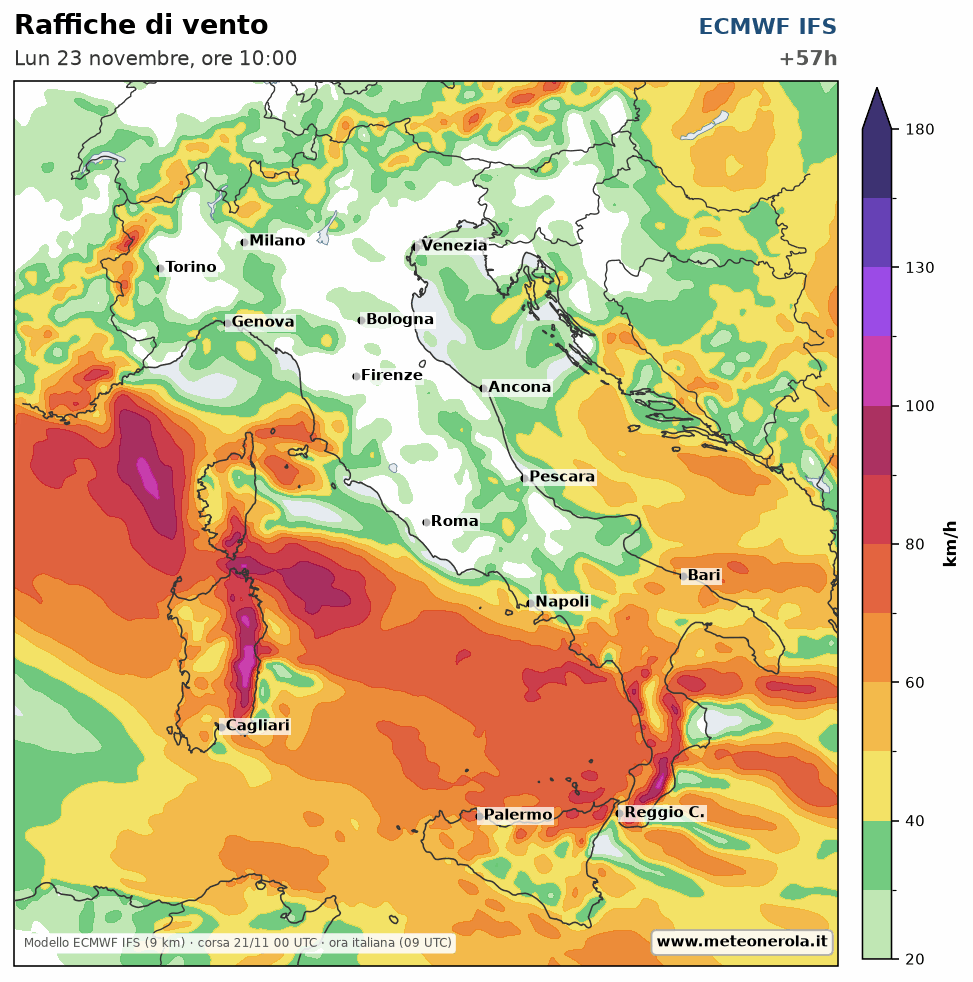 Raffiche di vento
ECMWF IFS
Lun 23 novembre, ore 10:00
+57h
180
Milano
Venezia
Torino
130
Genova
Bologna
Firenze
Ancona
100
Pescara
Roma
km/h
80
Bari
Napoli
60
Cagliari
Palermo
Reggio C.
40
Modello ECMWF IFS (9 km) · corsa 21/11 00 UTC · ora italiana (09 UTC)
www.meteonerola.it
20